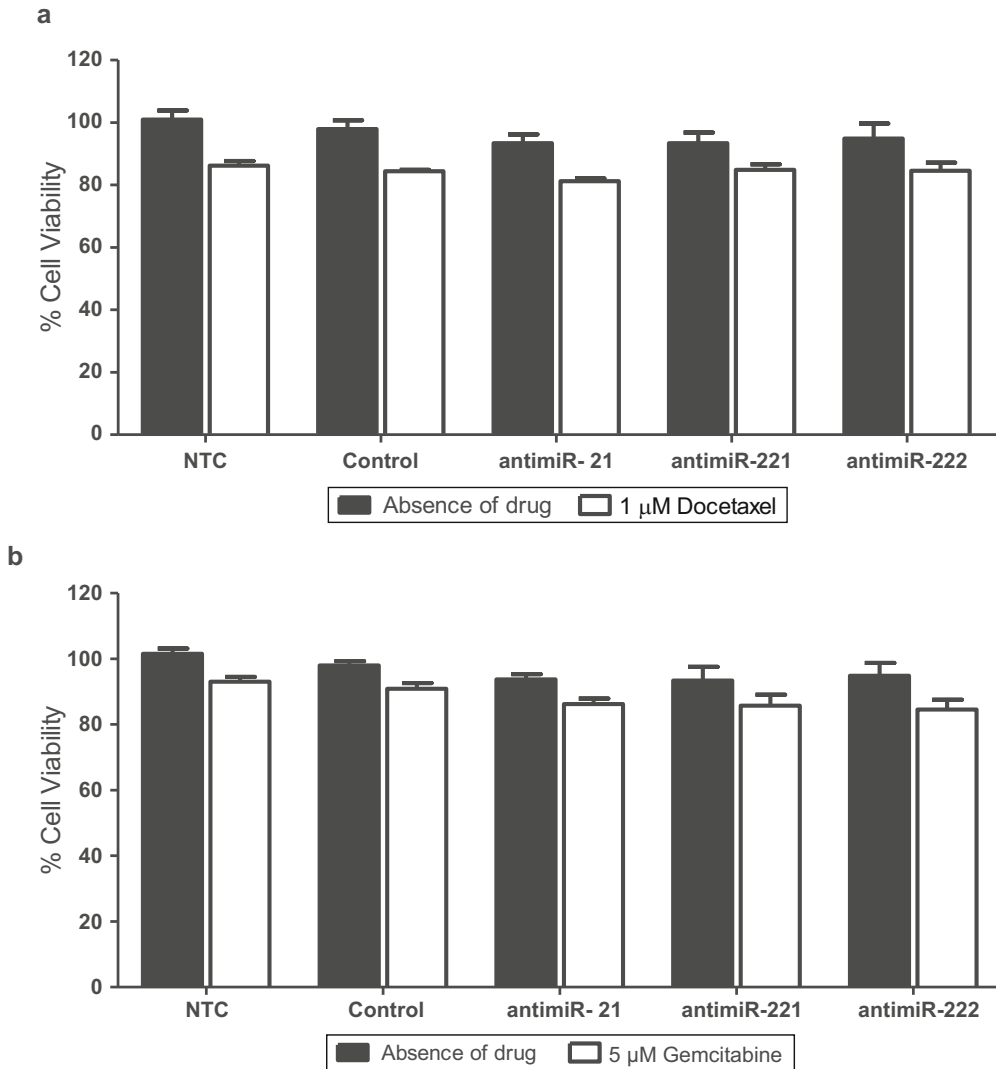 a
120
100
80
60
40
20
0
% Cell Viability
NTC Control antimiR- 21 antimiR-221 antimiR-222
Absence of drug 1 μM Docetaxel
b
120
100
80
60
40
20
0
% Cell Viability
NTC Control antimiR- 21 antimiR-221 antimiR-222
Absence of drug 5 μM Gemcitabine